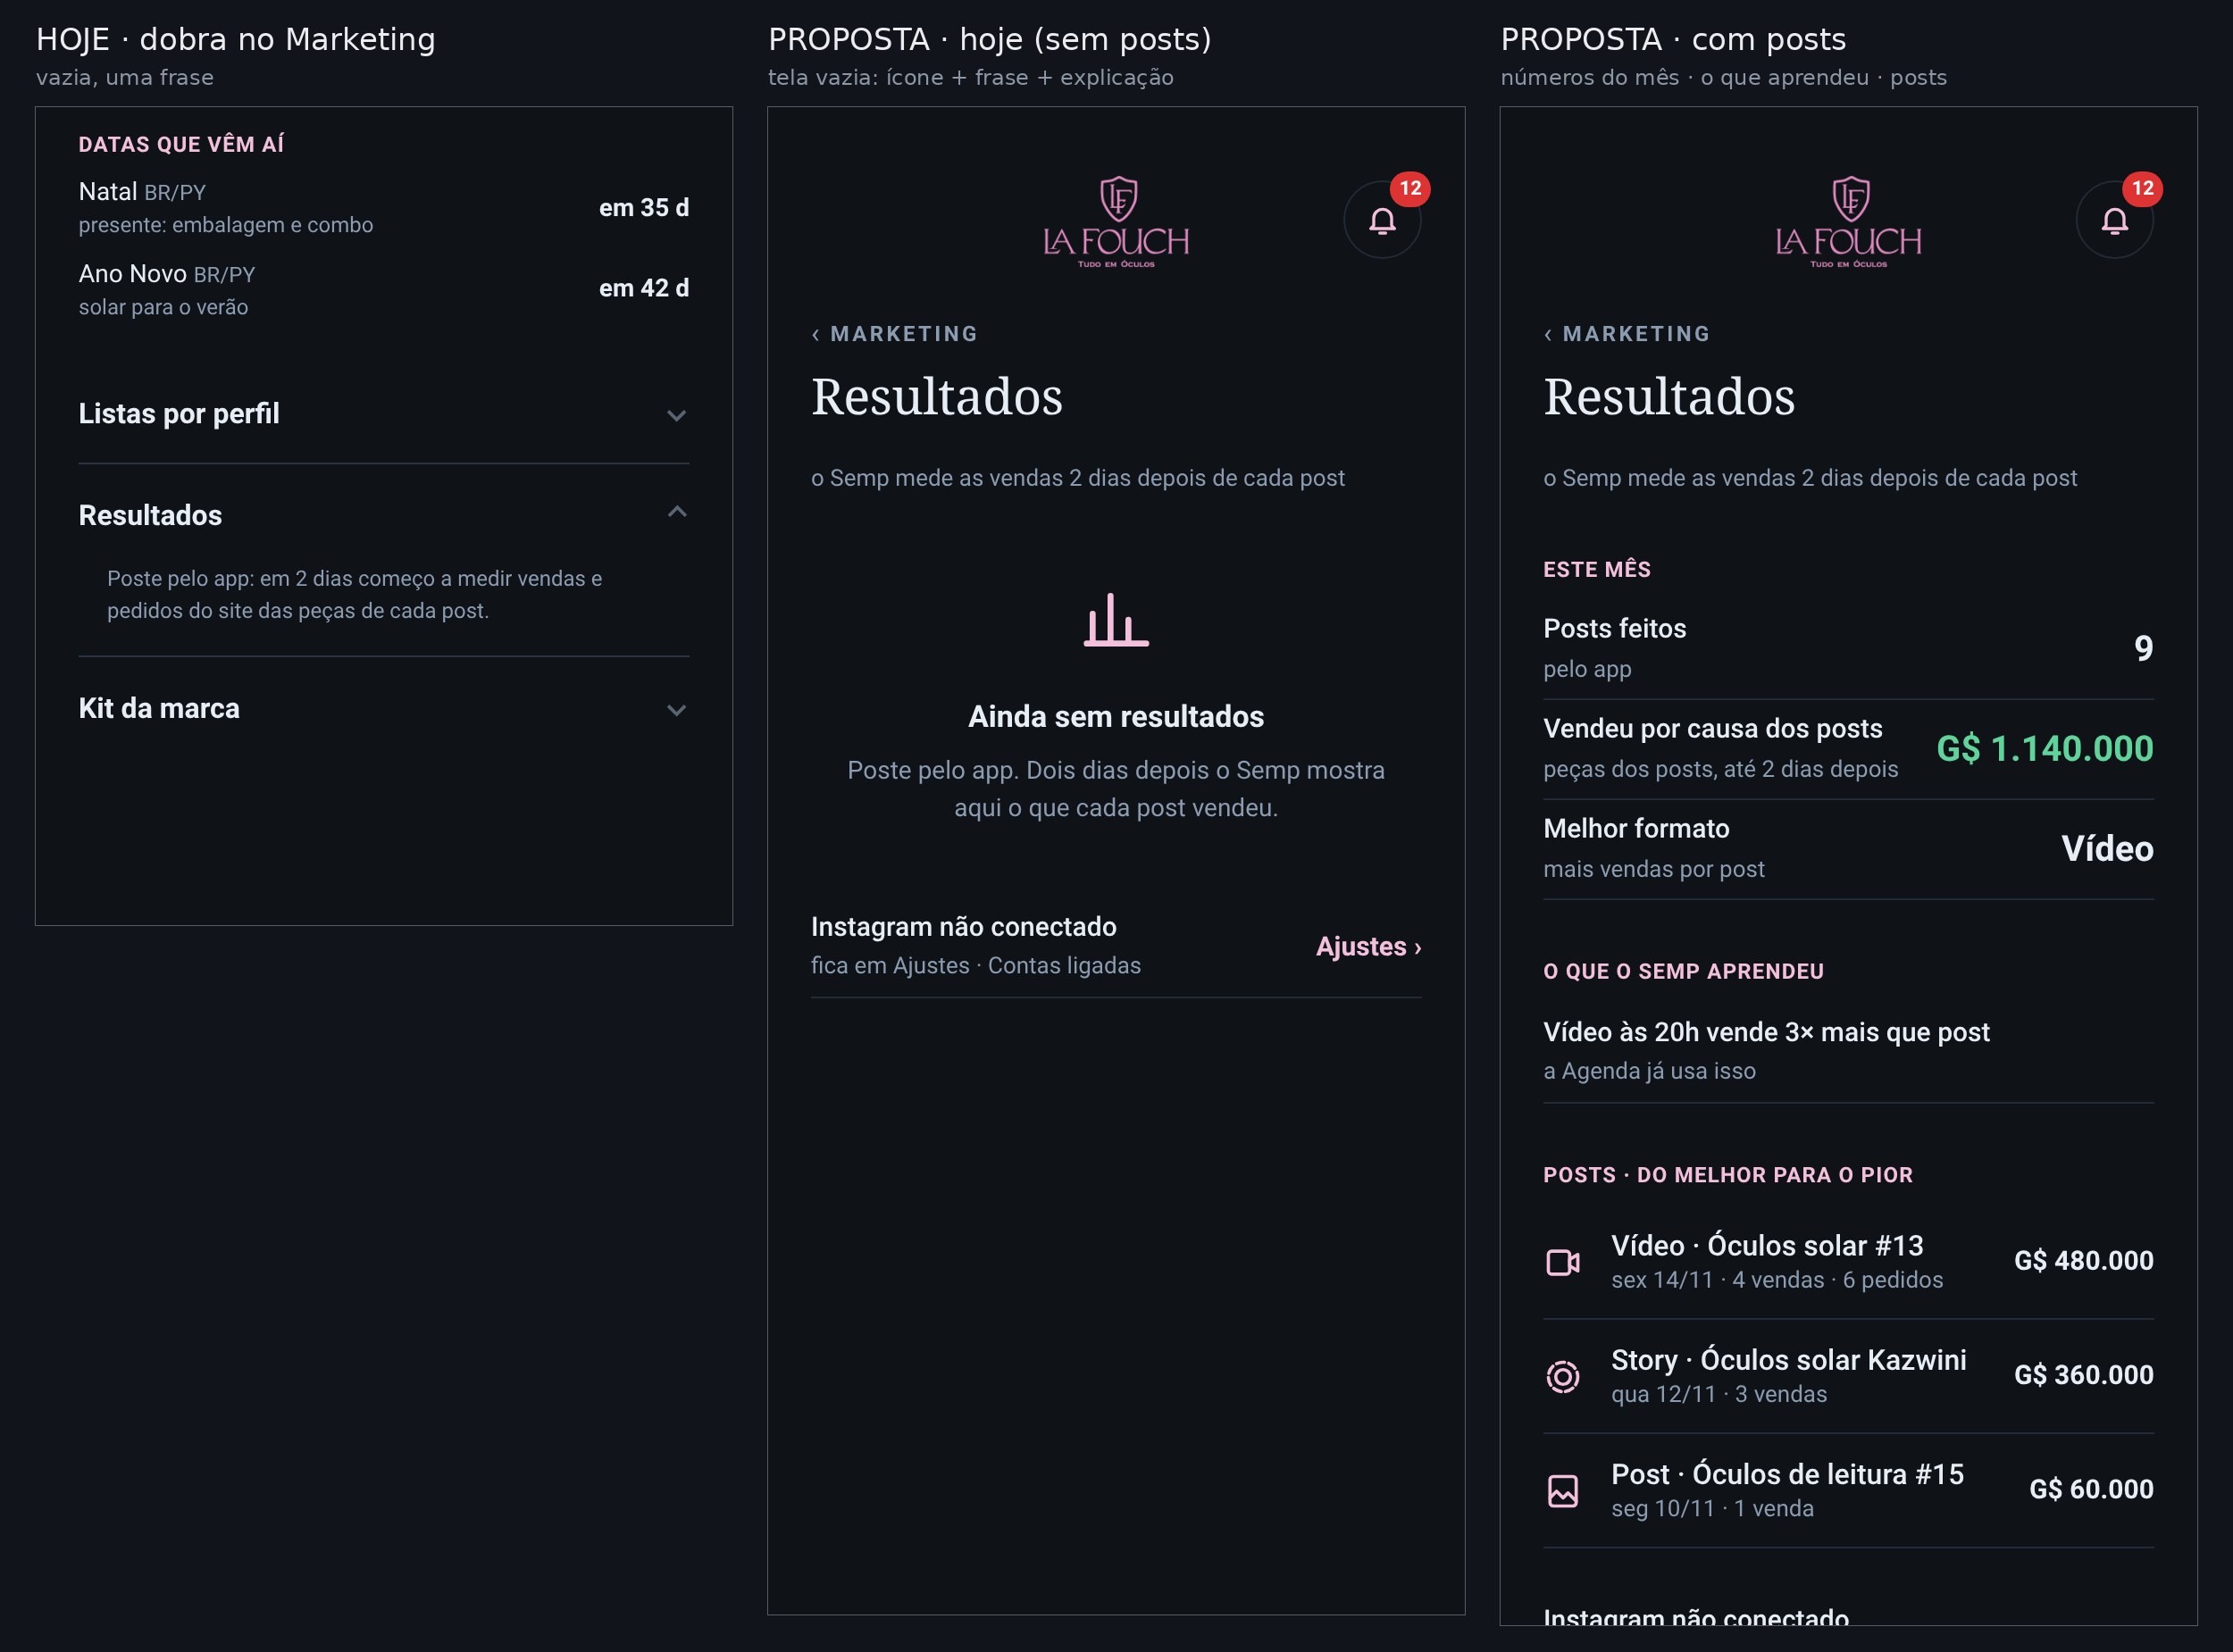 HOJE · dobra no Marketing
vazia, uma frase
DATAS QUE VÊM AÍ
Natal BR/PY
presente: embalagem e combo
em 35 d
Ano Novo BR/PY
solar para o verão
em 42 d
Listas por perfil
Resultados
Poste pelo app: em 2 dias começo a medir vendas e
pedidos do site das peças de cada post.
Kit da marca
PROPOSTA · hoje (sem posts)
tela vazia: ícone + frase + explicação
LF
LA FOUCH
TUDO EM ÓCULOS
12
‹ MARKETING
Resultados
o Semp mede as vendas 2 dias depois de cada post
Ainda sem resultados
Poste pelo app. Dois dias depois o Semp mostra
aqui o que cada post vendeu.
Instagram não conectado
fica em Ajustes · Contas ligadas
Ajustes ›
PROPOSTA · com posts
números do mês · o que aprendeu · posts
LF
LA FOUCH
TUDO EM ÓCULOS
12
‹ MARKETING
Resultados
o Semp mede as vendas 2 dias depois de cada post
ESTE MÊS
Posts feitos
pelo app
9
Vendeu por causa dos posts
peças dos posts, até 2 dias depois
G$ 1.140.000
Melhor formato
mais vendas por post
Vídeo
O QUE O SEMP APRENDEU
Vídeo às 20h vende 3× mais que post
a Agenda já usa isso
POSTS · DO MELHOR PARA O PIOR
Vídeo · Óculos solar #13
sex 14/11 · 4 vendas · 6 pedidos
G$ 480.000
Story · Óculos solar Kazwini
qua 12/11 · 3 vendas
G$ 360.000
Post · Óculos de leitura #15
seg 10/11 · 1 venda
G$ 60.000
Instagram não conectado